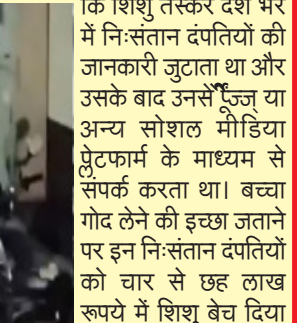 कि शिशु तस्कर देश भर
में निःसंतान दंपतियों की
जानकारी जुटाता था और
उसके बाद उनसे या
अन्य सोशल मीडिया
प्लेटफार्म के माध्यम से
संपर्क करता था। बच्चा
गोद लेने की इच्छा जताने
पर इन निःसंतान दंपतियों
को चार से छह लाख
रूपये में शिशु बेच दिया